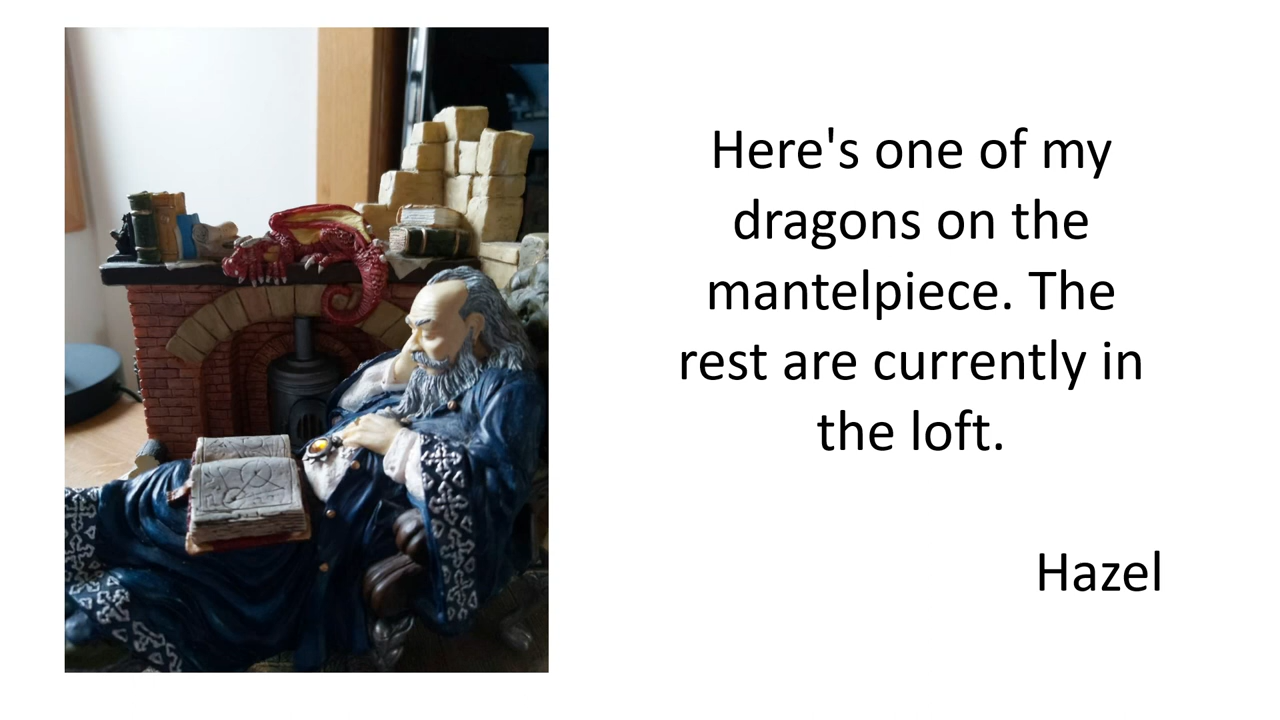 Here's one of my
dragons on the
mantelpiece. The
rest are currently in
the loft.
Hazel